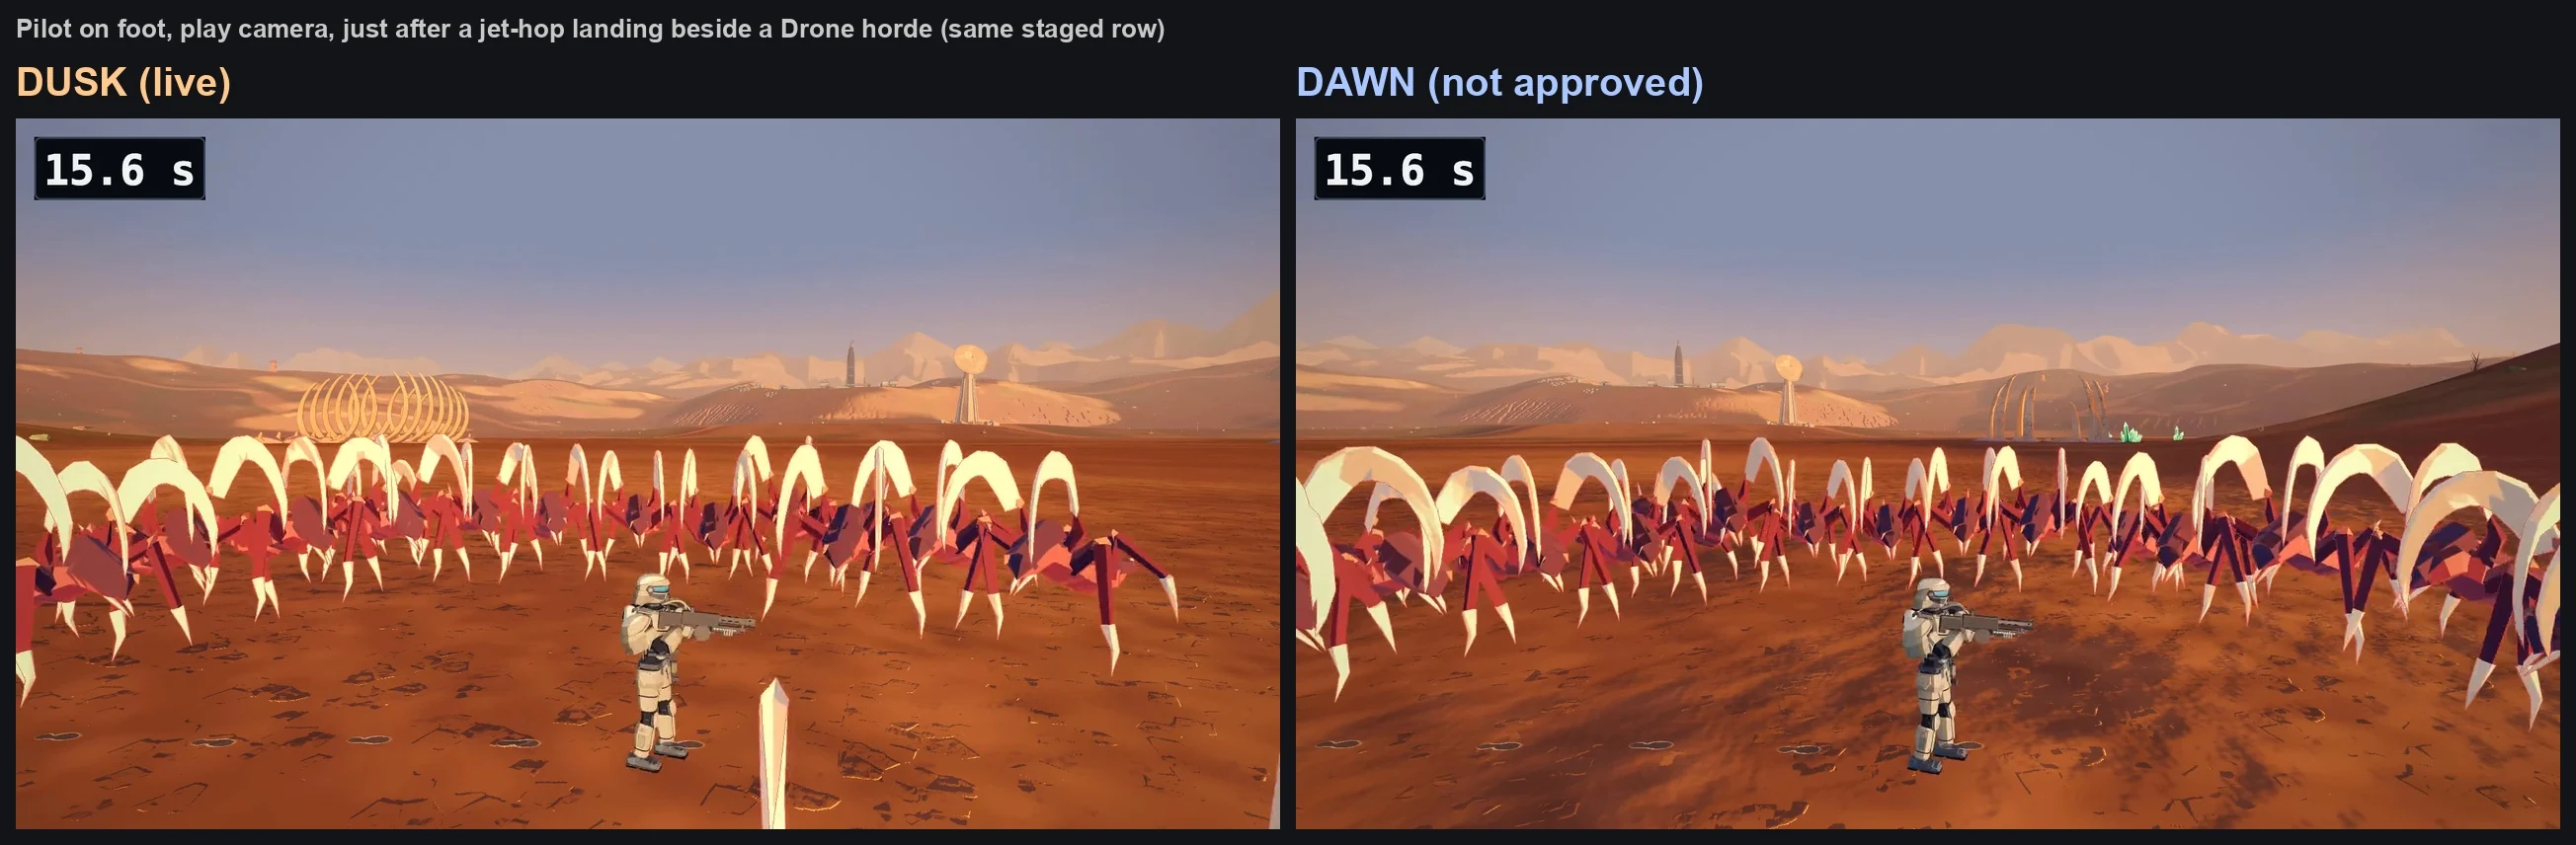 Pilot on foot, play camera, just after a jet-hop landing beside a Drone horde (same staged row)
DUSK (live)
DAWN (not approved)
15.6 s
15.6 s